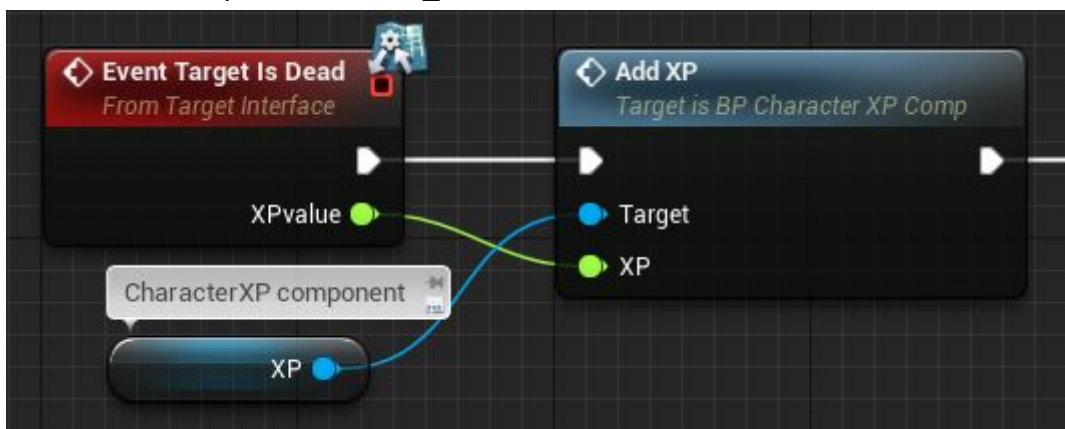 Event Target Is Dead
From Target Interface
XPvalue
CharacterXP component
XP
Add XP
Target is BP Character XP Comp
Target
XP